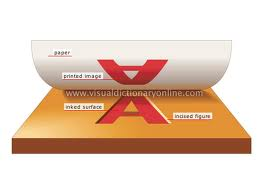 paper
printed image
www.visualdictionaryonline.com
inked surface
incised figure
A